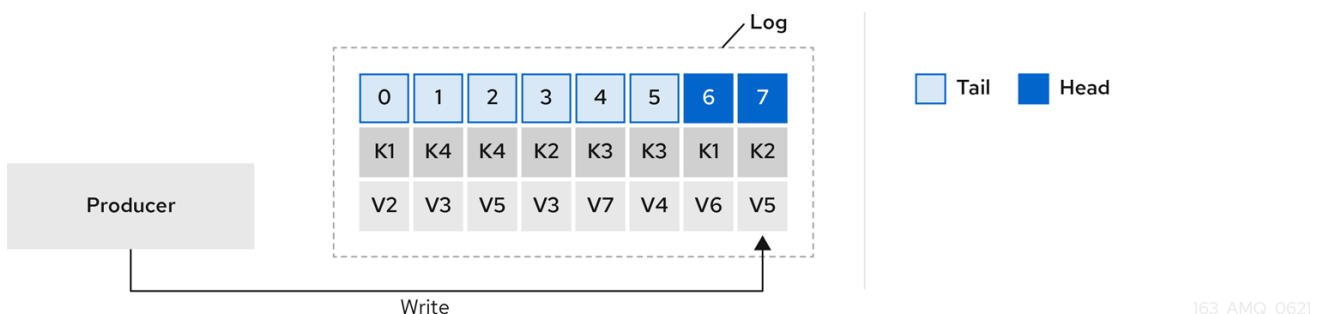 Log
0 1 2 3 4 5 6 7
Tail Head
K1 K4 K4 K2 K3 K3 K1 K2
Producer
V2 V3 V5 V3 V7 V4 V6 V5
Write
163_AMQ_0621